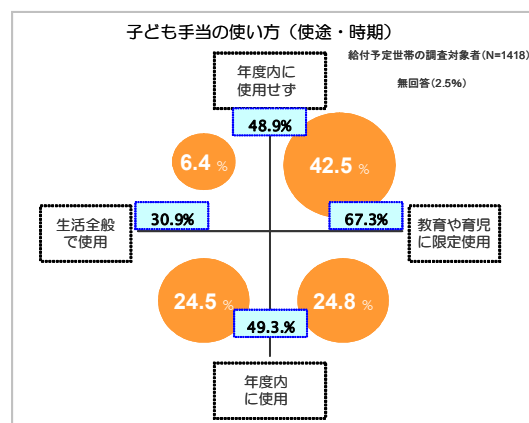 子ども手当の使い方（使途・時期）
給付予定世帯の調査対象者(N=1418)
無回答(2.5%)
年度内に
使用せず
48.9%
6.4 %
42.5 %
生活全般
で使用
30.9%
67.3%
教育や育児
に限定使用
24.5 %
24.8 %
49.3.%
年度内
に使用